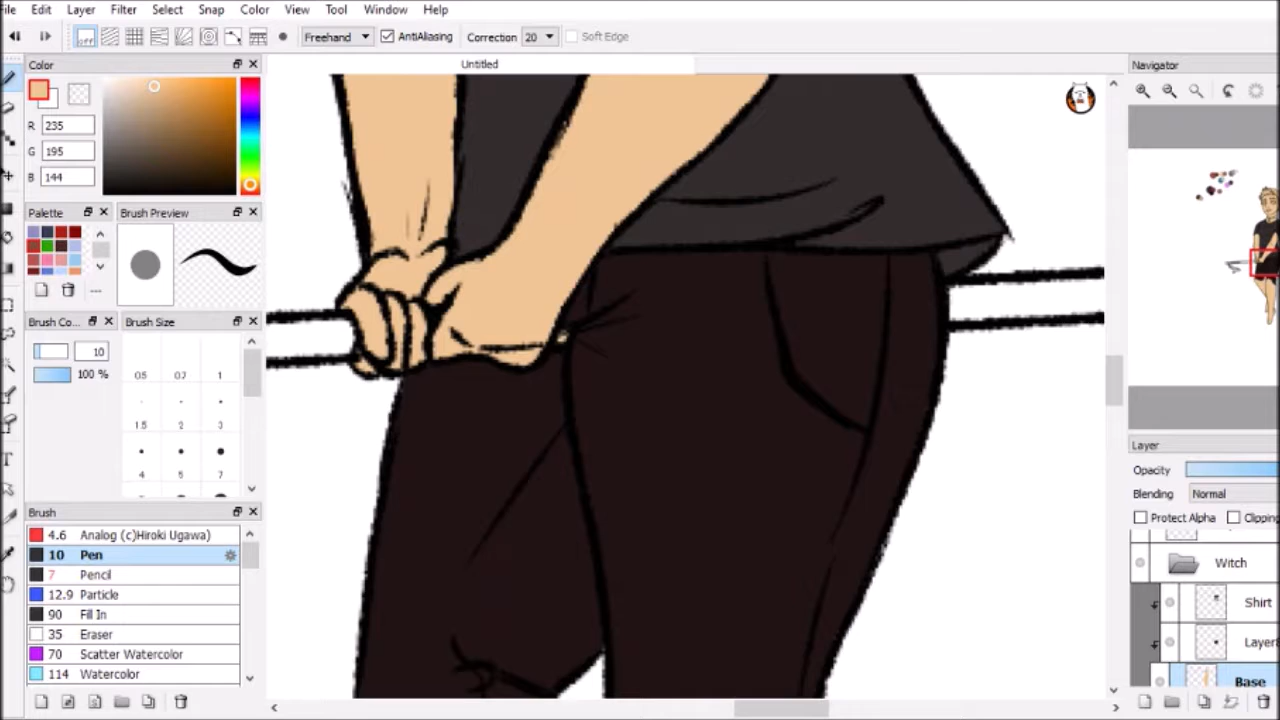 File Edit Layer Filter Select Snap Color View Tool Window Help
off Freehand AntiAliasing Correction 20 Soft Edge
Color
Untitled
Navigator
R 235
G 195
B 144
Palette
Brush Preview
Brush Co...
Brush Size
10
100 %
05 07 1
1.5 2 3
4 5 7
Brush
4.6 Analog (c)Hiroki Ugawa)
10 Pen
7 Pencil
12.9 Particle
90 Fill In
35 Eraser
70 Scatter Watercolor
114 Watercolor
Layer
Opacity
Blending Normal
Protect Alpha Clipping
Witch
Shirt
Layer
Base